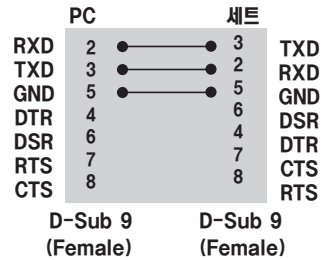 PC 세트
RXD 2 3 TXD
TXD 3 2 RXD
GND 5 5 GND
DTR 4 6 DSR
DSR 6 4 DTR
RTS 7 7 CTS
CTS 8 8 RTS
D-Sub 9 D-Sub 9
(Female) (Female)